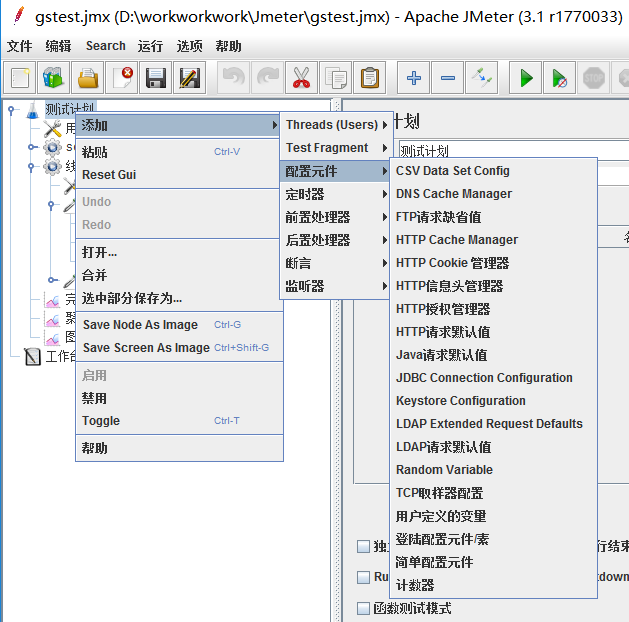 gstest.jmx (D:\workworkwork\Jmeter\gstest.jmx) - Apache JMeter (3.1 r1770033)
文件 编辑 Search 运行 选项 帮助
STOP
测试计划
添加
粘贴 Ctrl-V
Reset Gui
Undo
Redo
打开...
合并
选中部分保存为...
Save Node As Image Ctrl-G
Save Screen As Image Ctrl+Shift-G
启用
禁用
Toggle Ctrl-T
帮助
工作台
Threads (Users)
Test Fragment
配置元件
定时器
前置处理器
后置处理器
断言
监听器
计划
测试计划
CSV Data Set Config
DNS Cache Manager
FTP请求缺省值
HTTP Cache Manager
HTTP Cookie 管理器
HTTP信息头管理器
HTTP授权管理器
HTTP请求默认值
Java请求默认值
JDBC Connection Configuration
Keystore Configuration
LDAP Extended Request Defaults
LDAP请求默认值
Random Variable
TCP取样器配置
用户定义的变量
登陆配置元件/素
简单配置元件
计数器
独
行结束
Ru
tdown
函数测试模式